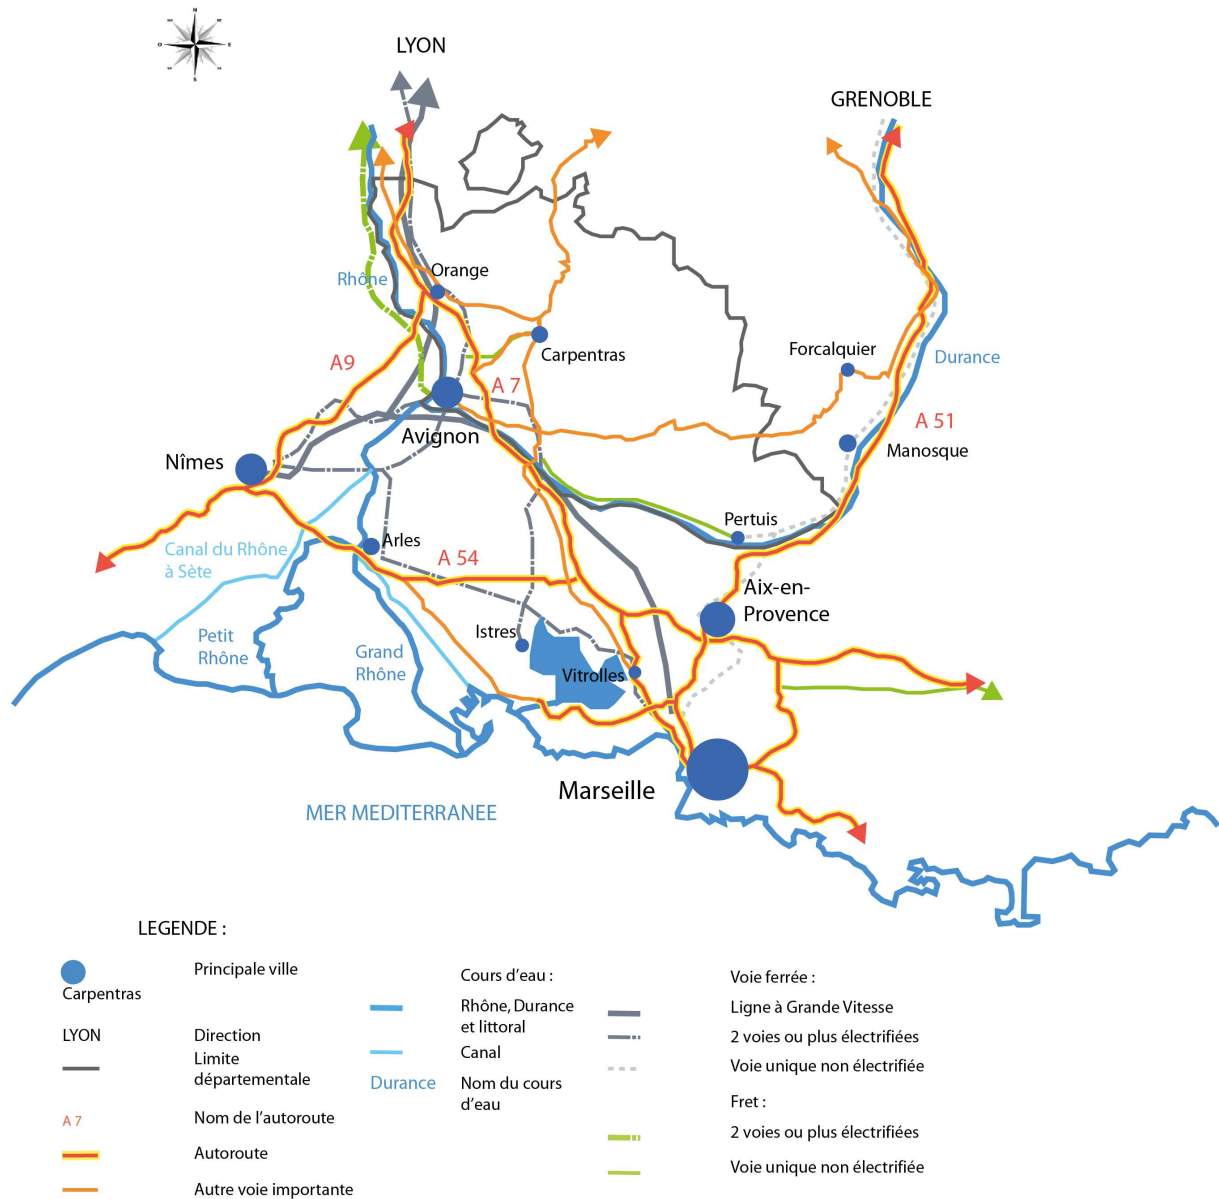 N
NO
NE
O
E
SO
SE
S
LYON
GRENOBLE
Orange
Rhône
Carpentras
Forcalquier
Durance
A9
A 7
A 51
Avignon
Manosque
Nîmes
Pertuis
Canal du Rhône
à Sète
Arles
A 54
Aix-en-
Provence
Istres
Petit
Rhône
Grand
Rhône
Vitrolles
Marseille
MER MEDITERRANEE
LEGENDE :
Carpentras
Principale ville
LYON
Direction
Limite
départementale
A 7
Nom de l'autoroute
Autoroute
Autre voie importante
Cours d'eau :
Rhône, Durance
et littoral
Canal
Durance
Nom du cours
d'eau
Voie ferrée :
Ligne à Grande Vitesse
2 voies ou plus électrifiées
Voie unique non électrifiée
Fret :
2 voies ou plus électrifiées
Voie unique non électrifiée